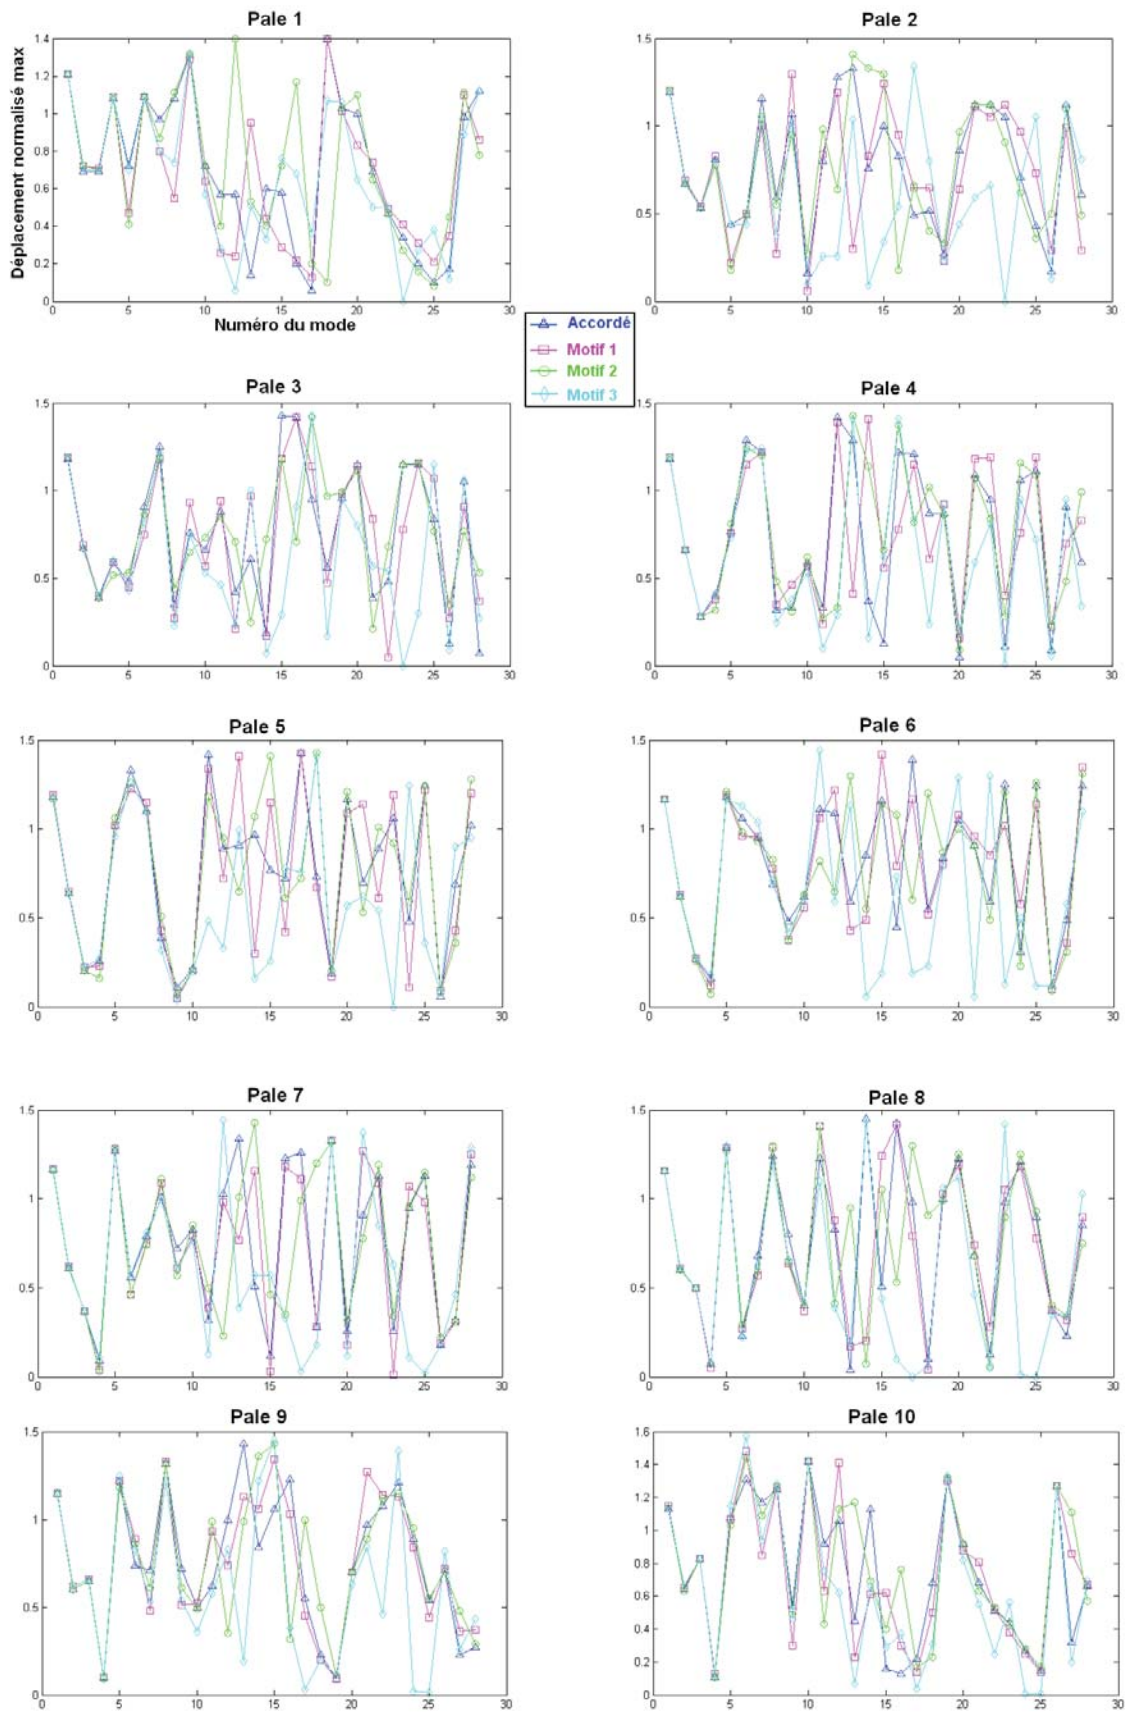 Pale 1
Pale 2
Déplacement normalisé max
1.4
1.2
1
0.8
0.6
0.4
0.2
0
0 5 10 15 20 25 30
Numéro du mode
1.5
1
0.5
0
0 5 10 15 20 25 30
Accordé
Motif 1
Motif 2
Motif 3
Pale 3
Pale 4
1.5
1
0.5
0
0 5 10 15 20 25 30
1.5
1
0.5
0
0 5 10 15 20 25 30
Pale 5
Pale 6
1.5
1
0.5
0
0 5 10 15 20 25 30
1.5
1
0.5
0
0 5 10 15 20 25 30
Pale 7
Pale 8
1.5
1
0.5
0
0 5 10 15 20 25 30
1.5
1
0.5
0
0 5 10 15 20 25 30
Pale 9
Pale 10
1.5
1
0.5
0
0 5 10 15 20 25 30
1.6
1.4
1.2
1
0.8
0.6
0.4
0.2
0
0 5 10 15 20 25 30